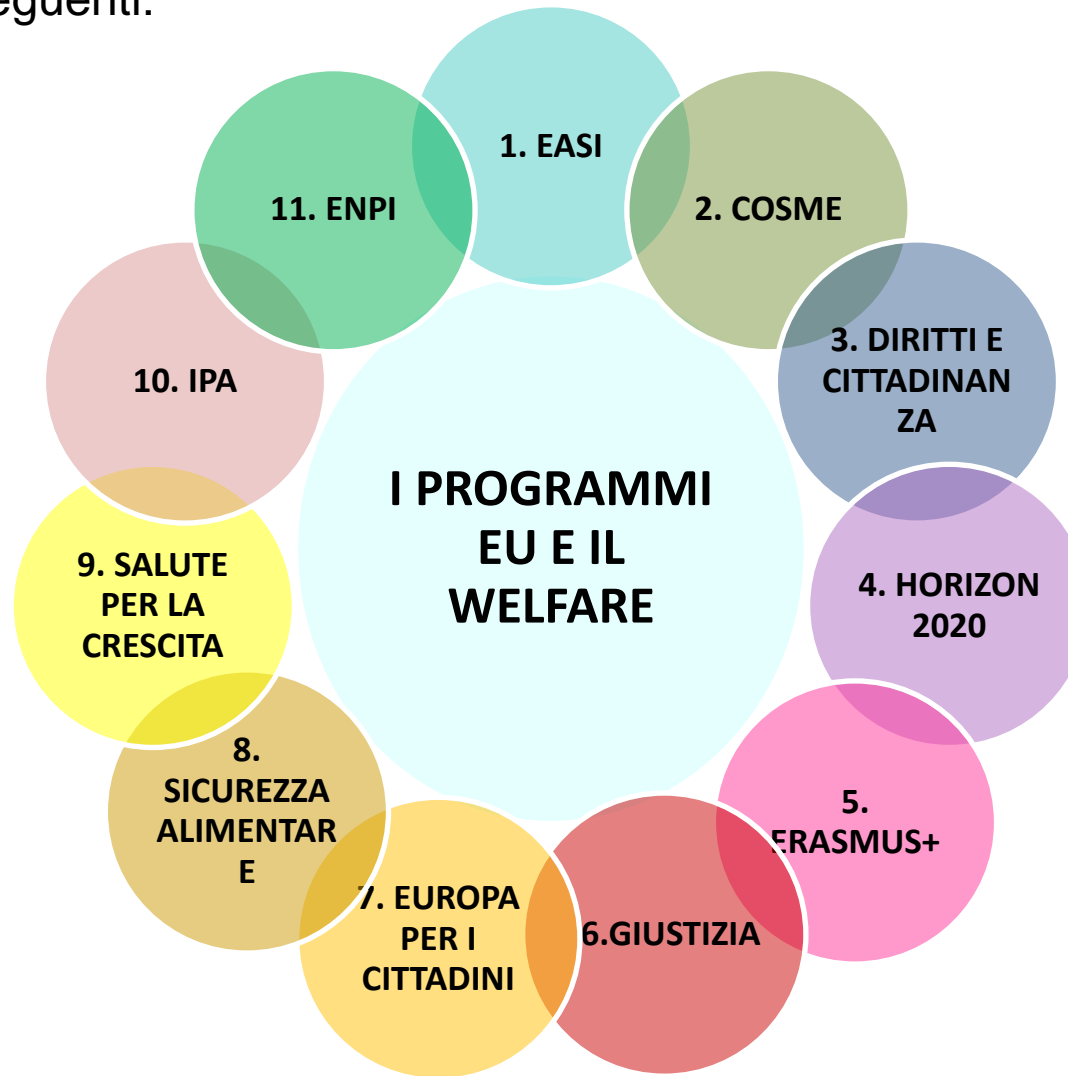 eguenti:
1. EASI
2. COSME
3. DIRITTI E
CITTADINAN
ZA
4. HORIZON
2020
5.
ERASMUS+
6.GIUSTIZIA
7. EUROPA
PER I
CITTADINI
8.
SICUREZZA
ALIMENTAR
E
9. SALUTE
PER LA
CRESCITA
10. IPA
11. ENPI
I PROGRAMMI
EU E IL
WELFARE